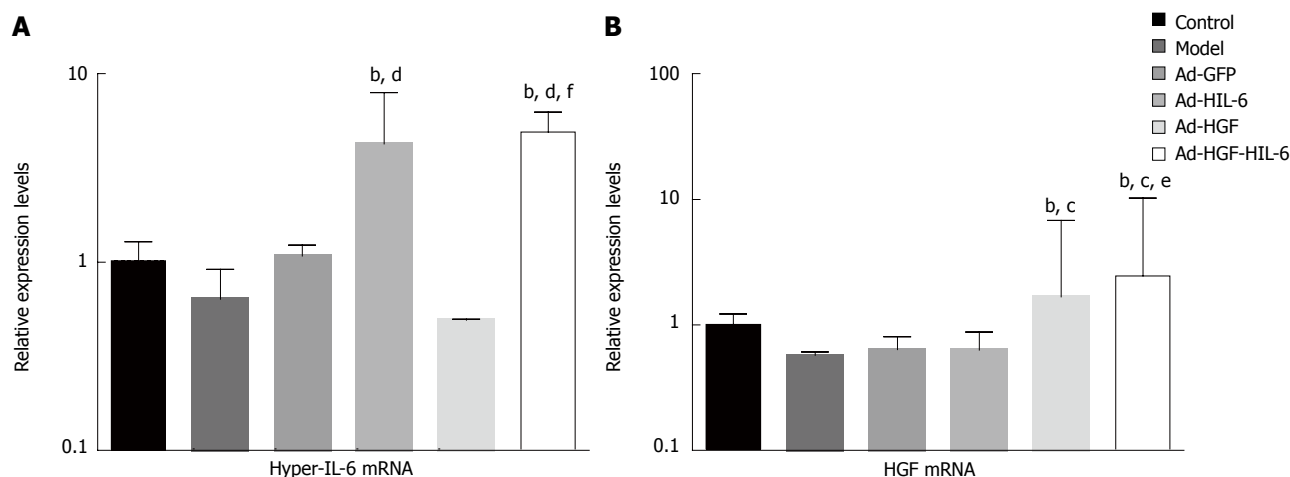 A
Relative expression levels
10
1
0.1
b, d
b, d, f
Hyper-IL-6 mRNA
B
Relative expression levels
100
10
1
0.1
b, c
b, c, e
HGF mRNA
Control
Model
Ad-GFP
Ad-HIL-6
Ad-HGF
Ad-HGF-HIL-6